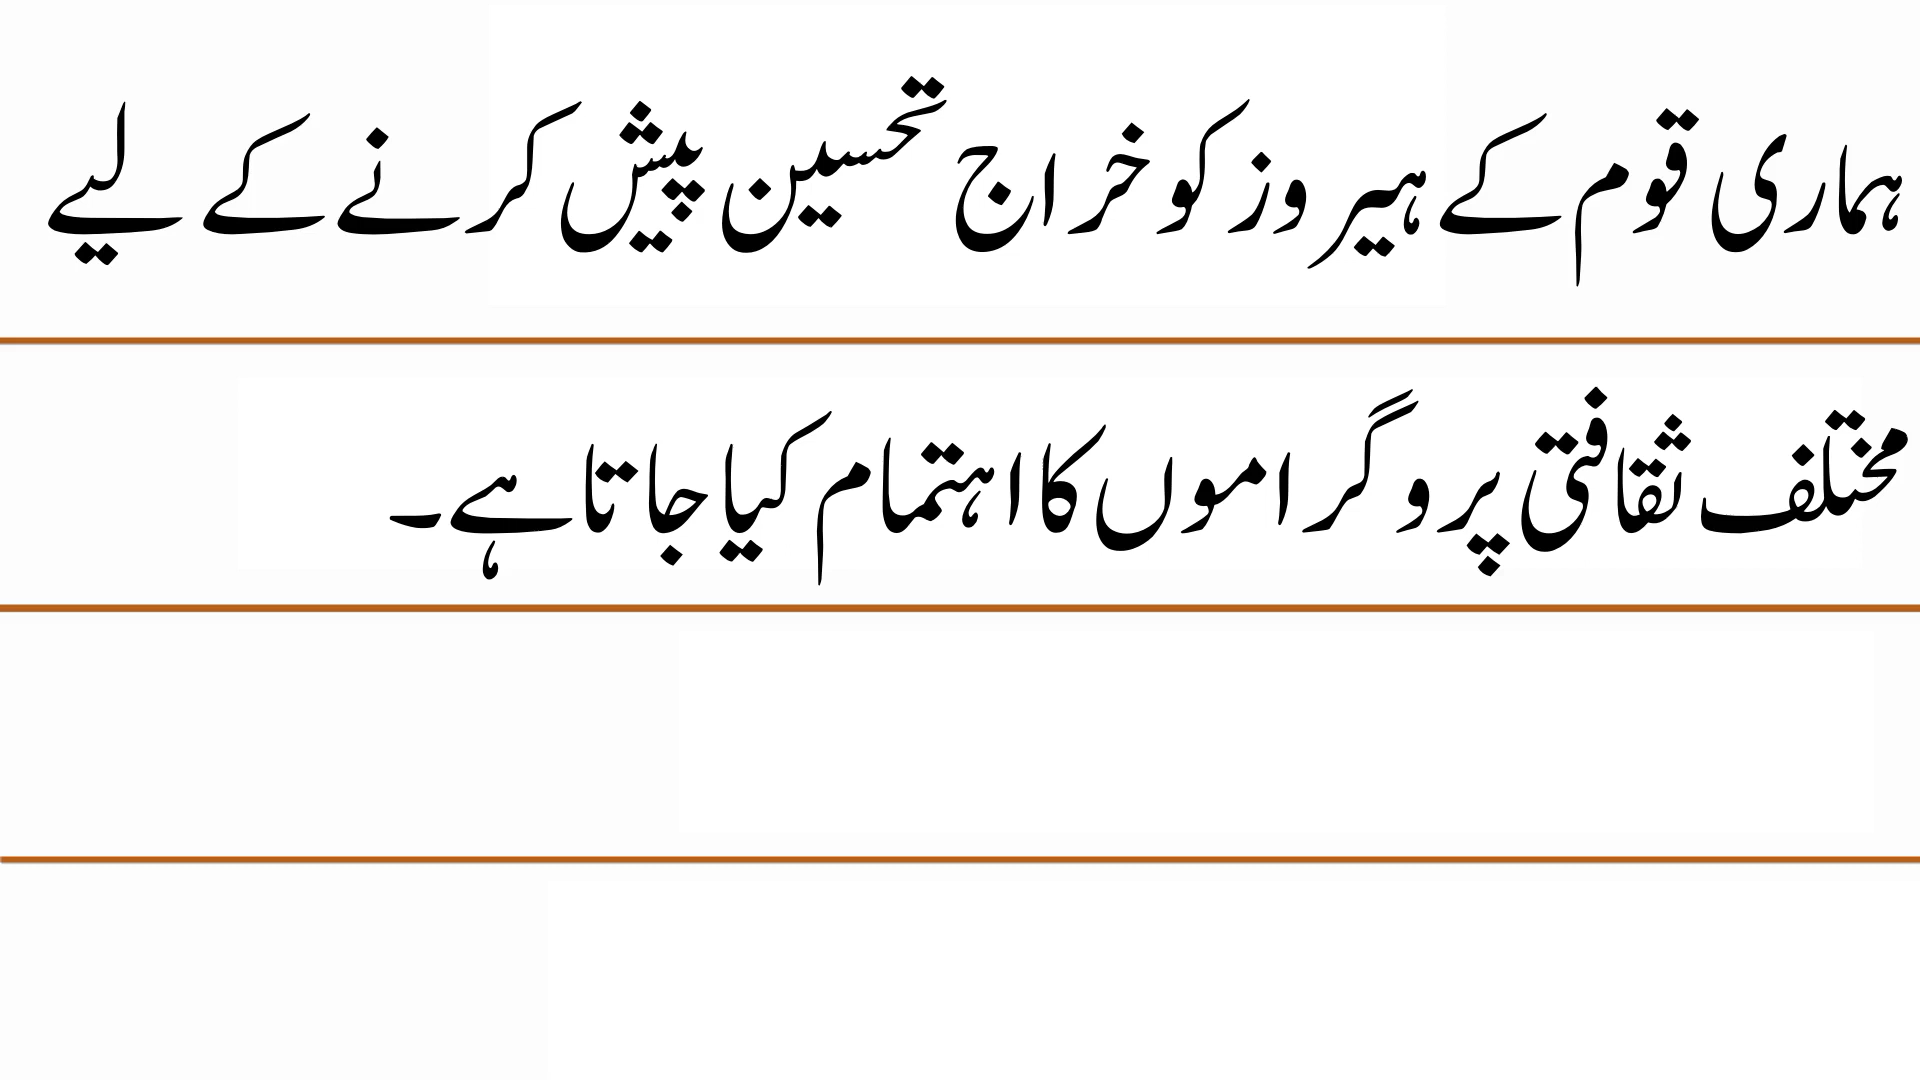 ہماری قوم کے ہیروز کو خراج تحسین پیش کرنے کے لیے
مختلف ثقافتی پروگراموں کا اہتمام کیا جاتا ہے۔